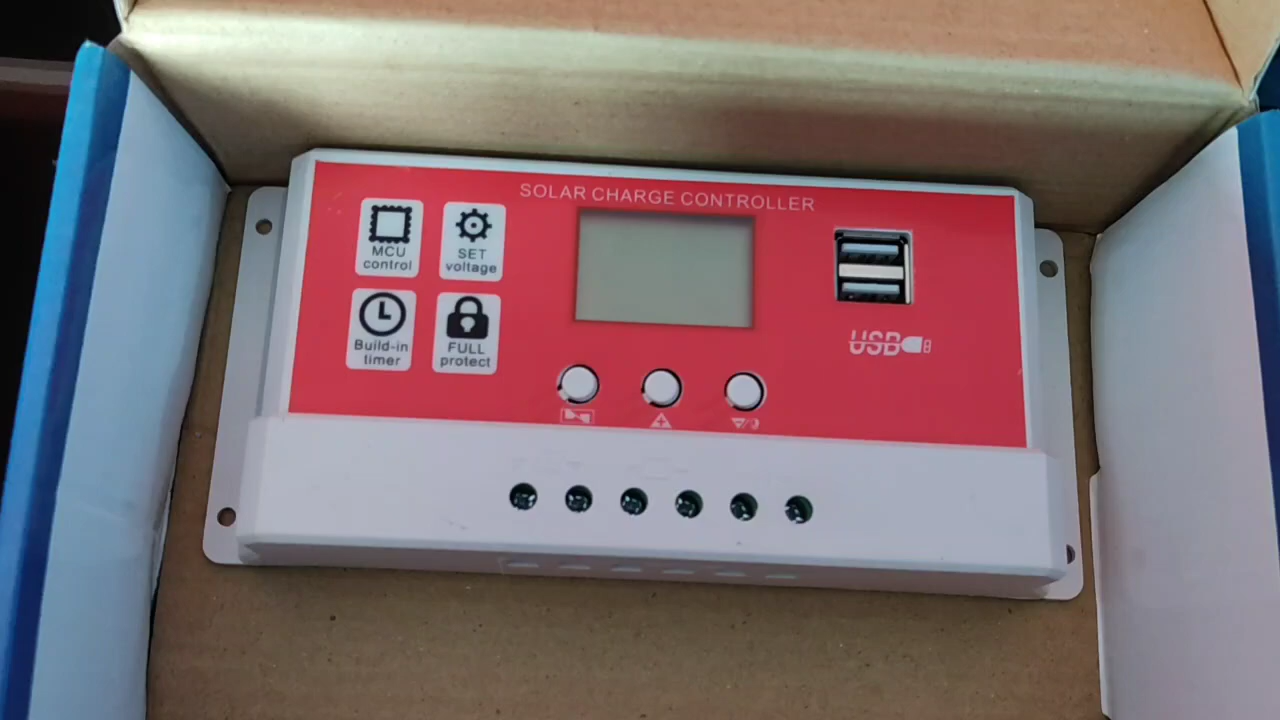 SOLAR CHARGE CONTROLLER
MCU
control
SET
voltage
Build-in
timer
FULL
protect
USB